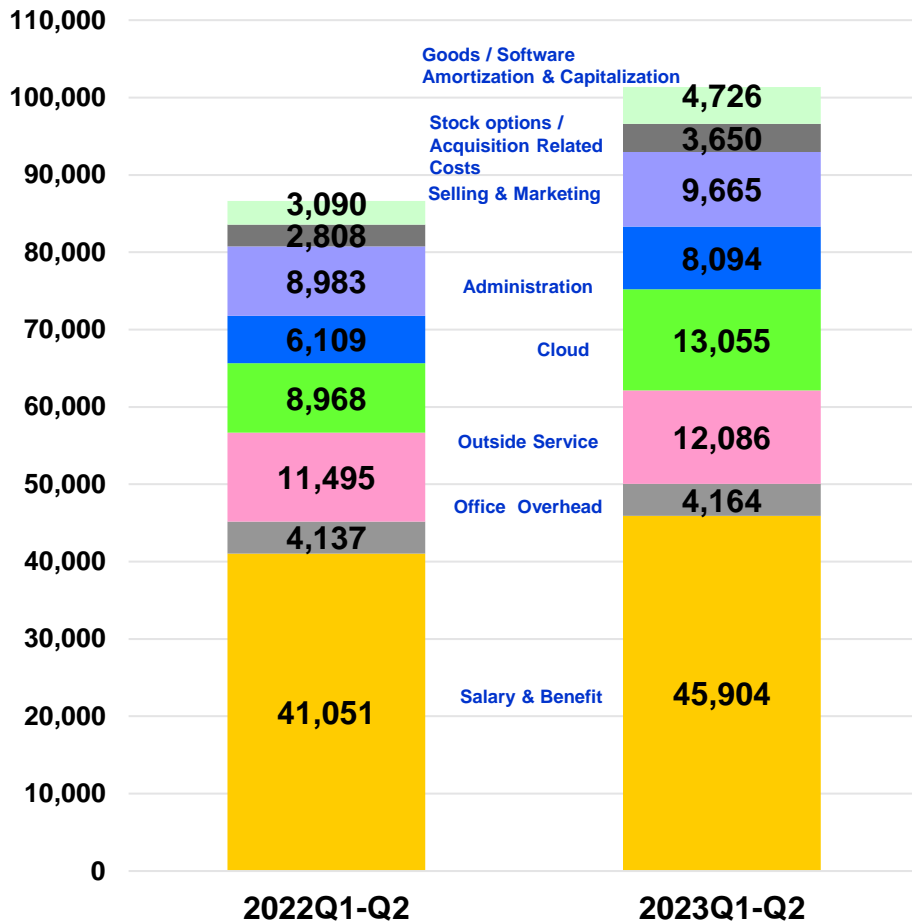 110,000
100,000
90,000
80,000
70,000
60,000
50,000
40,000
30,000
20,000
10,000
0
3,090
2,808
8,983
6,109
8,968
11,495
4,137
41,051
Goods / Software
Amortization & Capitalization
Stock options /
Acquisition Related
Costs
Selling & Marketing
Administration
Cloud
Outside Service
Office Overhead
Salary & Benefit
4,726
3,650
9,665
8,094
13,055
12,086
4,164
45,904
2022Q1-Q2
2023Q1-Q2